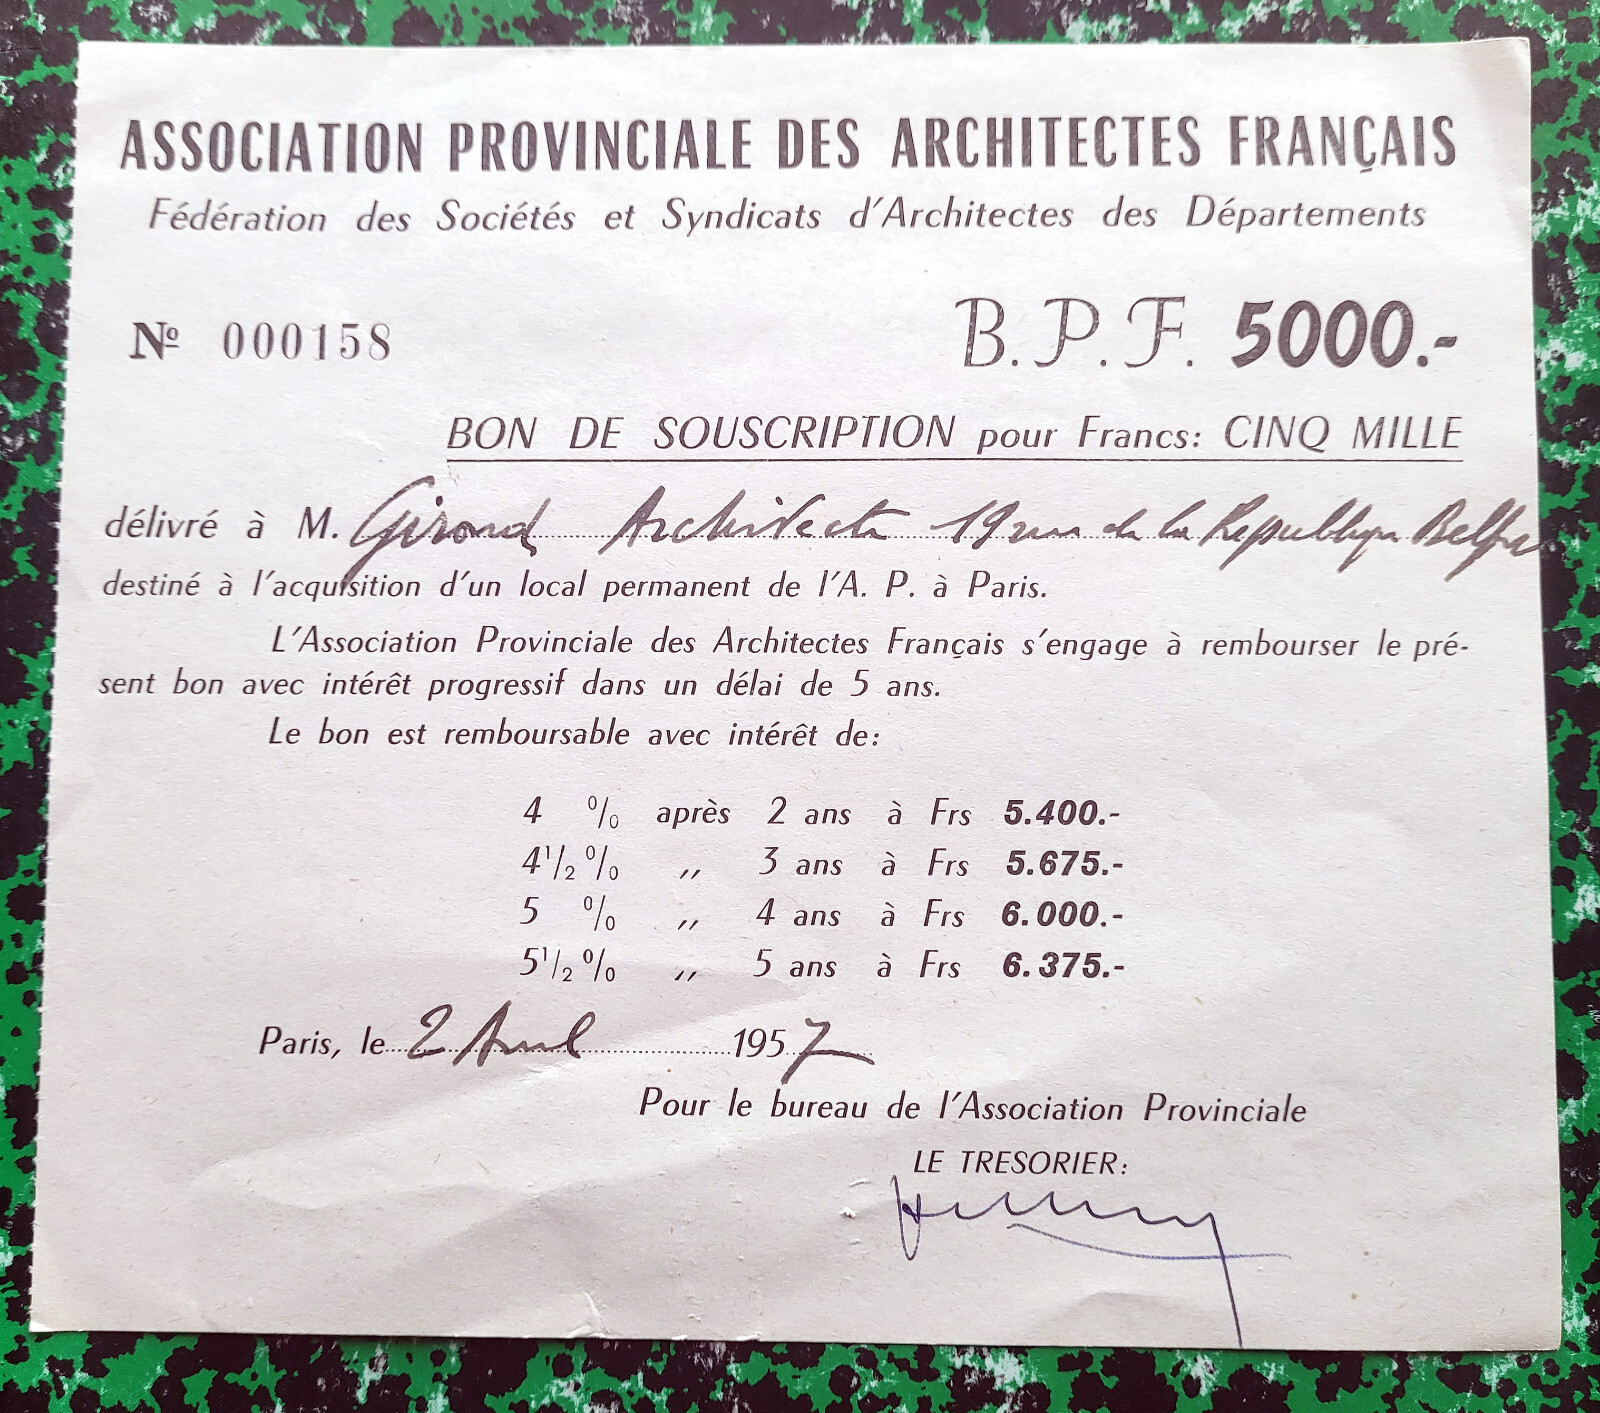 ASSOCIATION PROVINCIALE DES ARCHITECTES FRANÇAIS
Fédération des Sociétés et Syndicats d'Architectes des Départements
Nº 000158
B. P. F. 5000.-
BON DE SOUSCRIPTION pour Francs: CINQ MILLE
délivré à M. Girond Architecte 19 rue de la République Belfort
destiné à l'acquisition d'un local permanent de l'A. P. à Paris.
L'Association Provinciale des Architectes Français s'engage à rembourser le pré-
sent bon avec intérêt progressif dans un délai de 5 ans.
Le bon est remboursable avec intérêt de:
4 % après 2 ans à Frs 5.400.-
4 1/2 % ,, 3 ans à Frs 5.675.-
5 % ,, 4 ans à Frs 6.000.-
5 1/2 % ,, 5 ans à Frs 6.375.-
Paris, le 2 Avril 1957
Pour le bureau de l'Association Provinciale
LE TRESORIER: